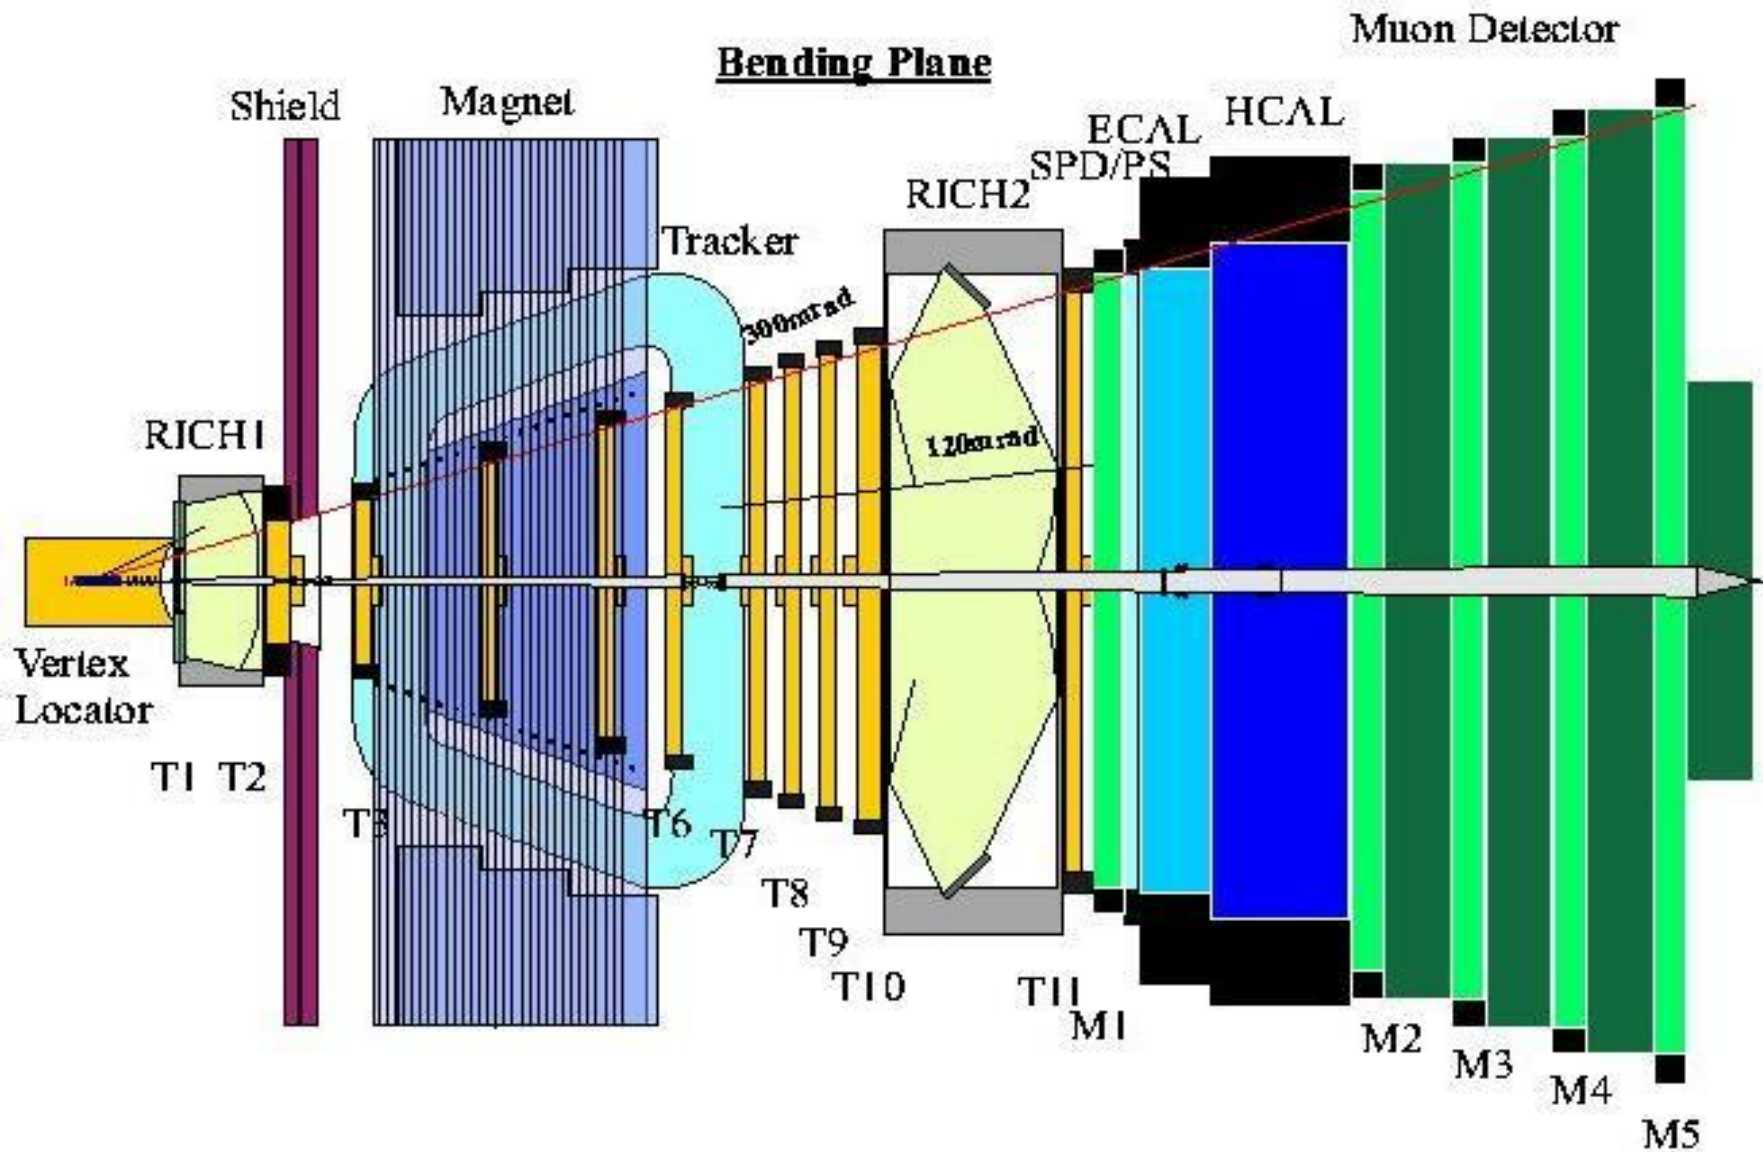 Muon Detector
Bending Plane
Shield
Magnet
HCAL
ECAL
SPD/PS
RICH2
Tracker
300mrad
120mrad
RICH1
Vertex
Locator
T1 T2
T3
T6
T7
T8
T9
T10
T11
M1
M2
M3
M4
M5